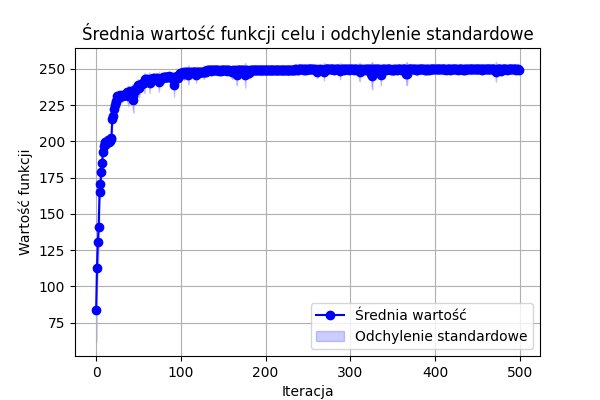 Średnia wartość funkcji celu i odchylenie standardowe
Wartość funkcji
250
225
200
175
150
125
100
75
0 100 200 300 400 500
Iteracja
Średnia wartość
Odchylenie standardowe